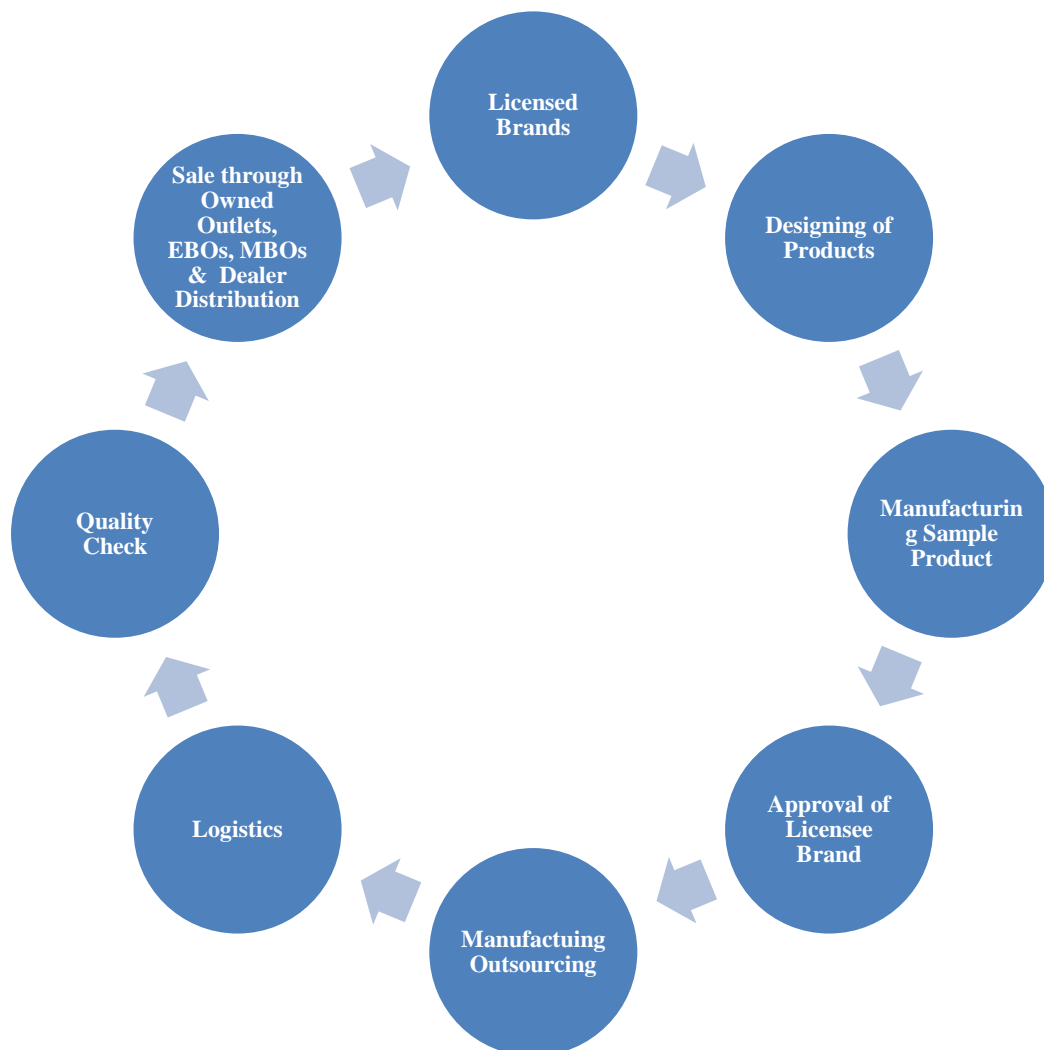 Licensed
Brands
Designing of
Products
Manufacturin
g Sample
Product
Approval of
Licensee
Brand
Manufactuing
Outsourcing
Logistics
Quality
Check
Sale through
Owned
Outlets,
EBOs, MBOs
& Dealer
Distribution